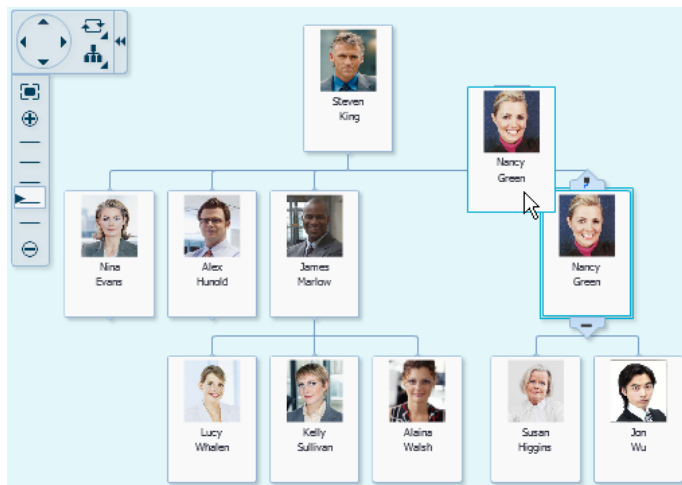 Steven
King
Nancy
Green
Nina
Evans
Alex
Hunold
James
Marlow
Nancy
Green
Lucy
Whalen
Kelly
Sullivan
Alaina
Walsh
Susan
Higgins
Jon
Wu